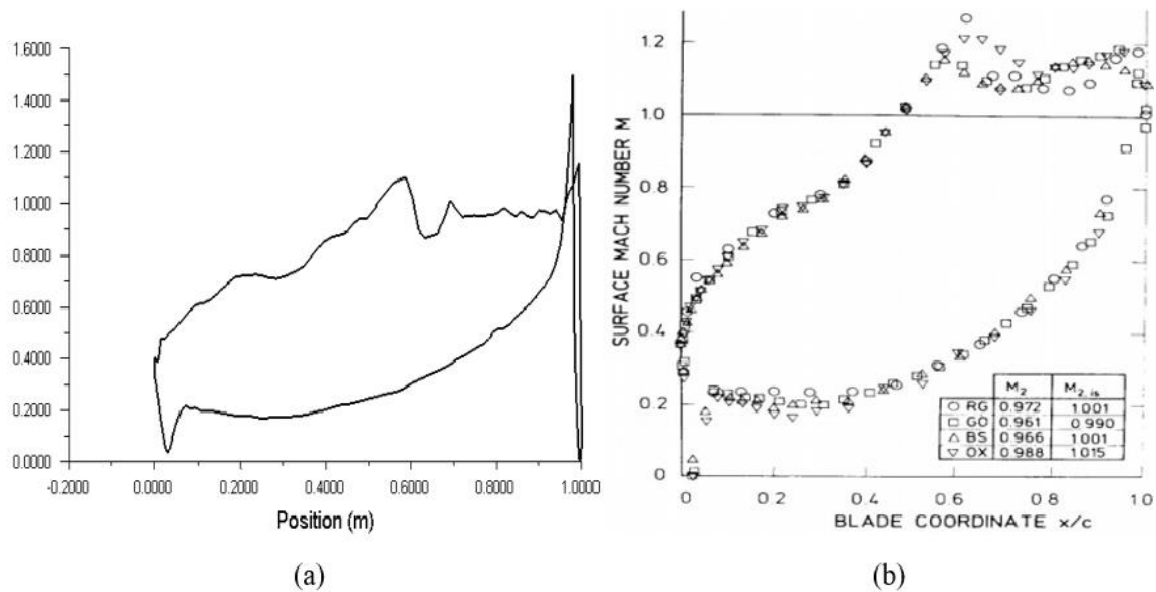 1.6000
1.4000
1.2000
1.0000
0.8000
0.6000
0.4000
0.2000
0.0000
-0.2000 0.0000 0.2000 0.4000 0.6000 0.8000 1.0000
Position (m)
(a)
SURFACE MACH NUMBER M
1.2
1.0
0.8
0.6
0.4
0.2
0
M2 M2,is
RG 0.972 1.001
GO 0.961 0.990
BS 0.966 1.001
OX 0.988 1.015
0 0.2 0.4 0.6 0.8 1.0
BLADE COORDINATE x/c
(b)